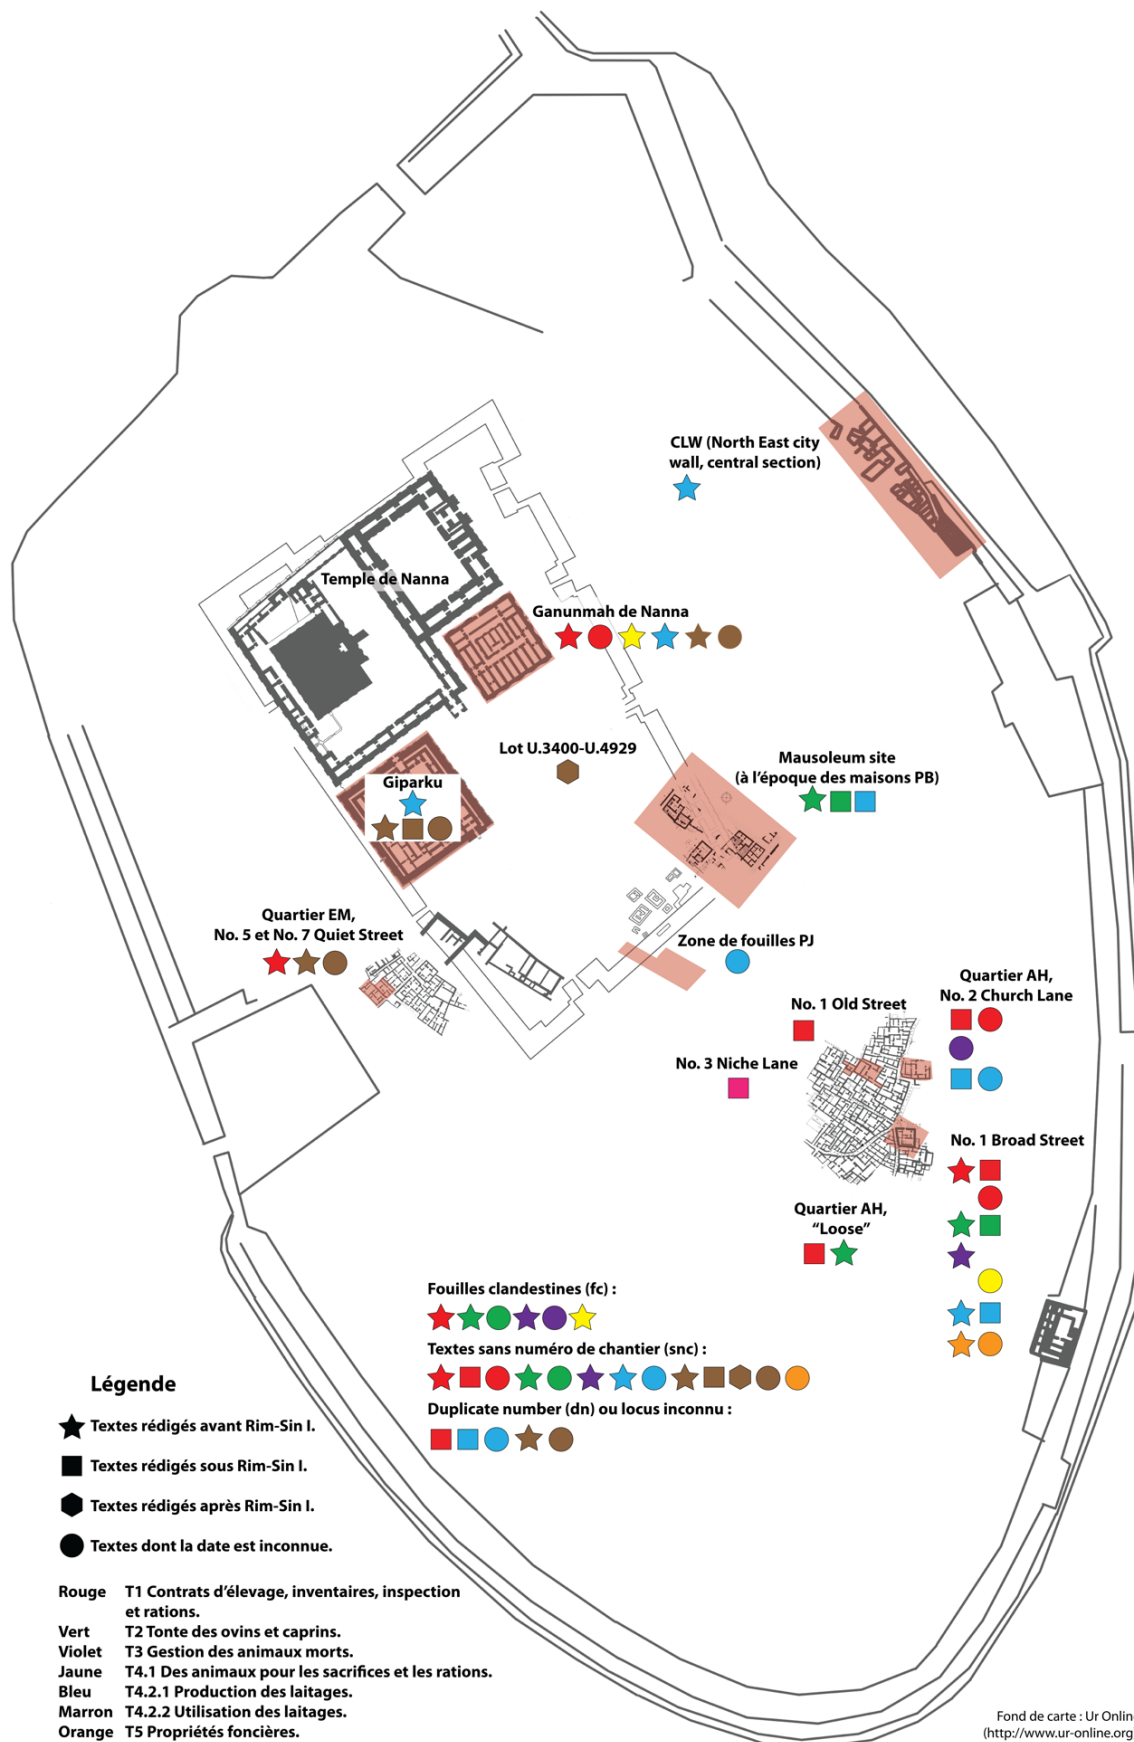 CLW (North East city
wall, central section)
Temple de Nanna
Ganunmah de Nanna
Lot U.3400-U.4929
Mausoleum site
(à l’époque des maisons PB)
Giparku
Quartier EM,
No. 5 et No. 7 Quiet Street
Zone de fouilles PJ
Quartier AH,
No. 2 Church Lane
No. 1 Old Street
No. 3 Niche Lane
No. 1 Broad Street
Quartier AH,
“Loose”
Fouilles clandestines (fc) :
Textes sans numéro de chantier (snc) :
Duplicate number (dn) ou locus inconnu :
Légende
Textes rédigés avant Rim-Sin I.
Textes rédigés sous Rim-Sin I.
Textes rédigés après Rim-Sin I.
Textes dont la date est inconnue.
Rouge T1 Contrats d’élevage, inventaires, inspection
et rations.
Vert T2 Tonte des ovins et caprins.
Violet T3 Gestion des animaux morts.
Jaune T4.1 Des animaux pour les sacrifices et les rations.
Bleu T4.2.1 Production des laitages.
Marron T4.2.2 Utilisation des laitages.
Orange T5 Propriétés foncières.
Fond de carte : Ur Onlin
(http://www.ur-online.org